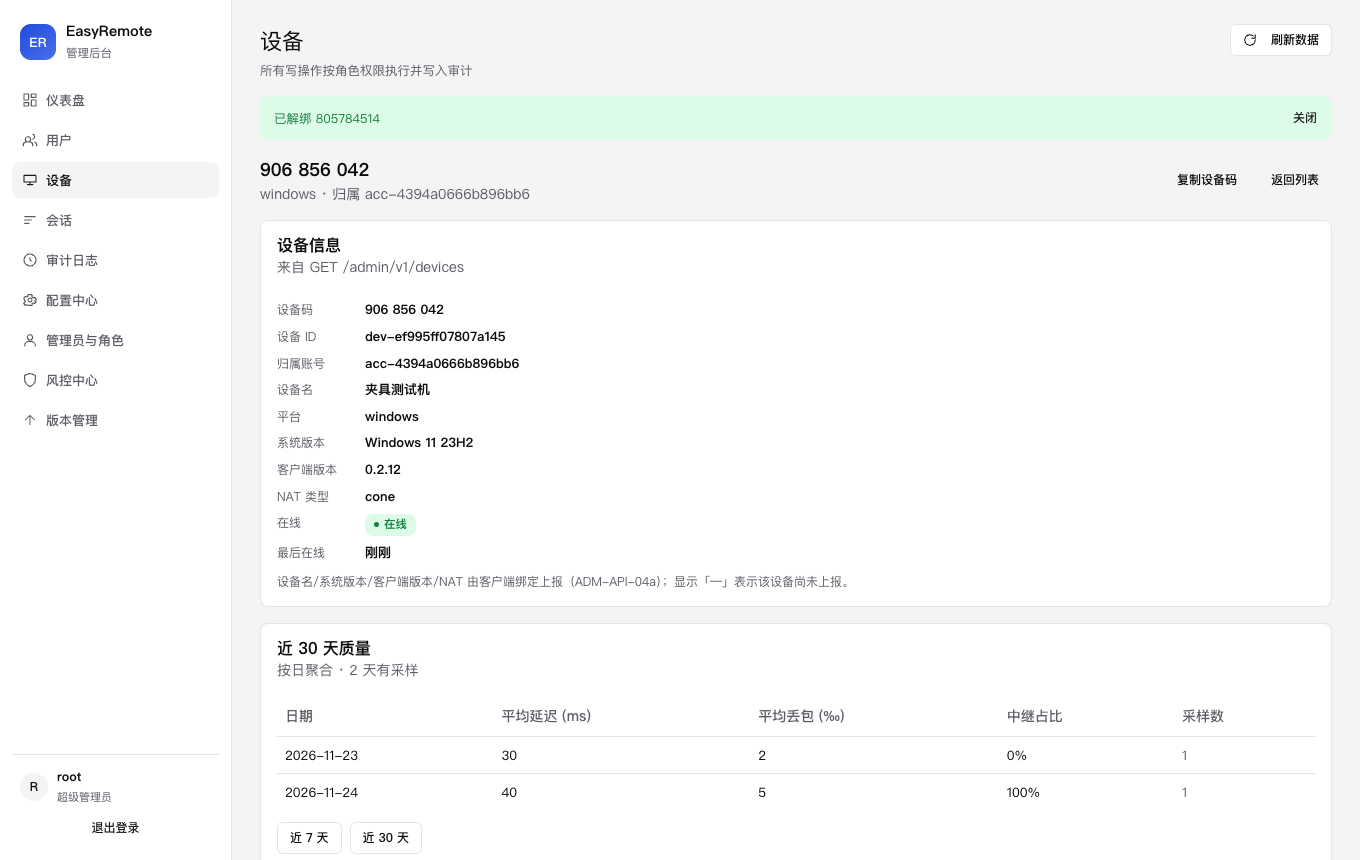 ER
EasyRemote
管理后台
仪表盘
用户
设备
会话
审计日志
配置中心
管理员与角色
风控中心
版本管理
R
root
超级管理员
退出登录
设备
所有写操作按角色权限执行并写入审计
刷新数据
已解绑 805784514
关闭
906 856 042
windows · 归属 acc-4394a0666b896bb6
复制设备码
返回列表
设备信息
来自 GET /admin/v1/devices
设备码 906 856 042
设备 ID dev-ef995ff07807a145
归属账号 acc-4394a0666b896bb6
设备名 夹具测试机
平台 windows
系统版本 Windows 11 23H2
客户端版本 0.2.12
NAT 类型 cone
在线 在线
最后在线 刚刚
设备名/系统版本/客户端版本/NAT 由客户端绑定上报（ADM-API-04a）；显示「—」表示该设备尚未上报。
近 30 天质量
按日聚合 · 2 天有采样
日期 平均延迟 (ms) 平均丢包 (‰) 中继占比 采样数
2026-11-23 30 2 0% 1
2026-11-24 40 5 100% 1
近 7 天 近 30 天